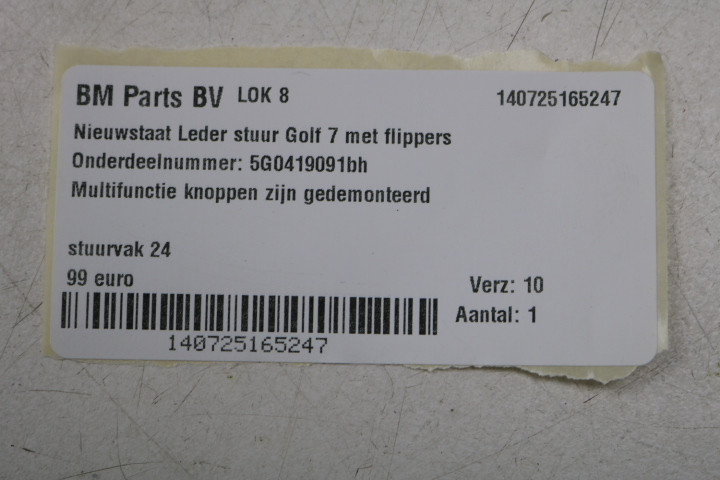 BM Parts BV LOK 8 140725165247
Nieuwstaat Leder stuur Golf 7 met flippers
Onderdeelnummer: 5G0419091bh
Multifunctie knoppen zijn gedemonteerd
stuurvak 24
99 euro
Verz: 10
Aantal: 1
140725165247